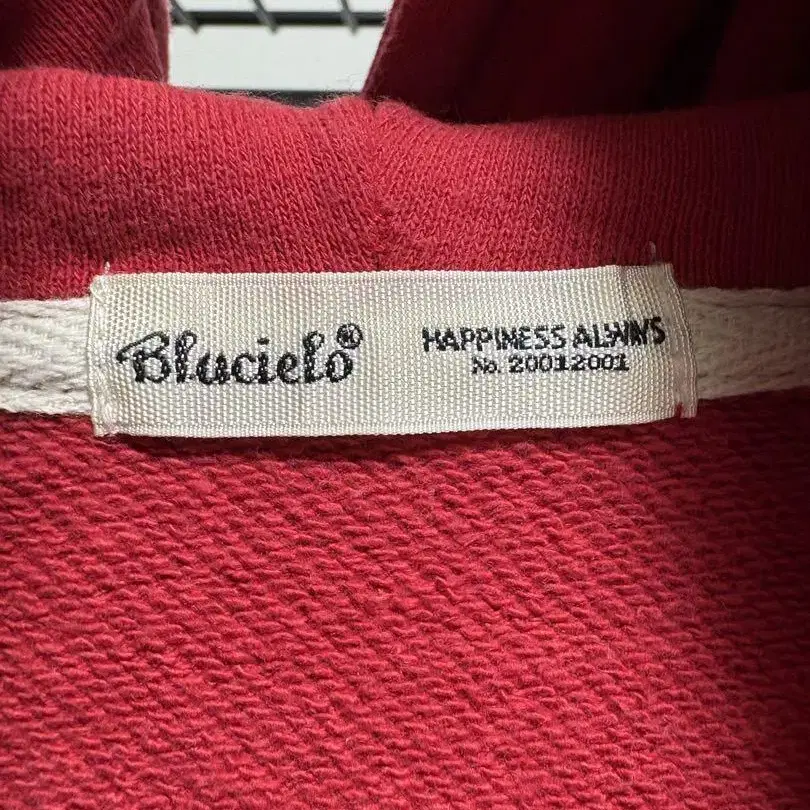 Blucielo®
HAPPINESS ALWAYS
No. 20012001